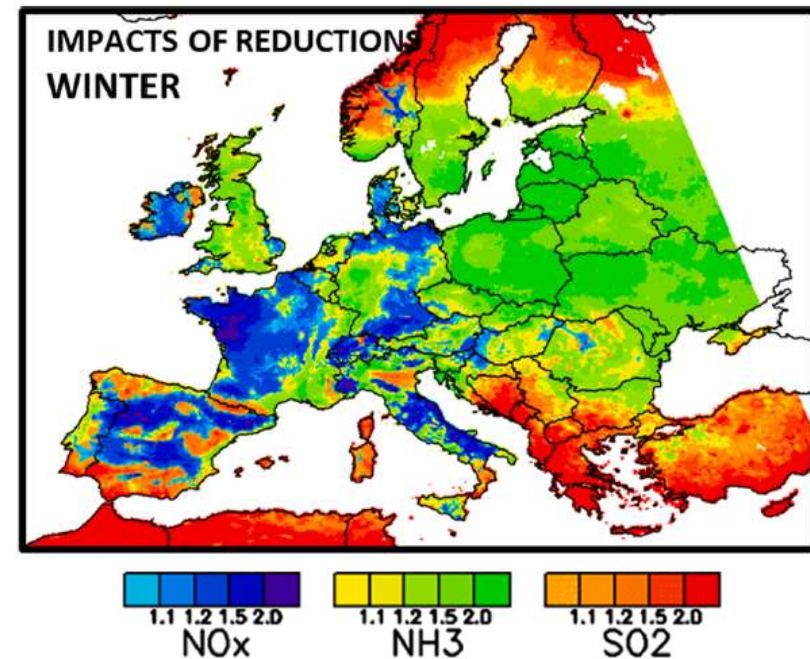 IMPACTS OF REDUCTIONS
WINTER
1.1 1.2 1.5 2.0 1.1 1.2 1.5 2.0 1.1 1.2 1.5 2.0
NOx NH3 SO2